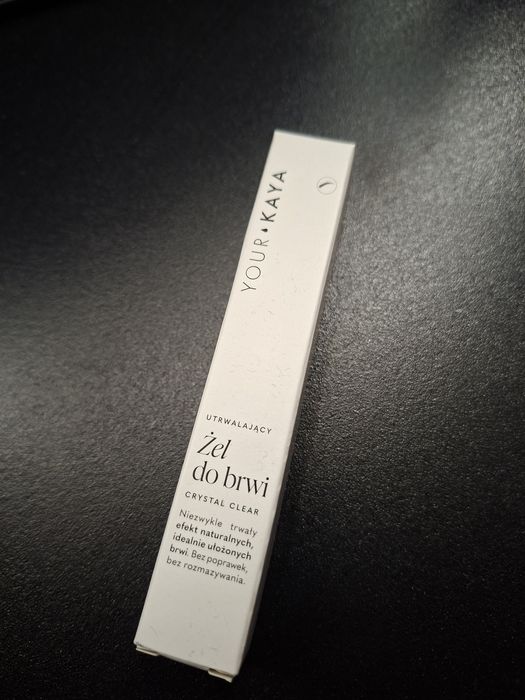 YOUR KAYA
UTRWALAJĄCY
Żel
do brwi
CRYSTAL CLEAR
Niezwykle trwały
efekt naturalnych,
idealnie ułożonych
brwi. Bez poprawek,
bez rozmazywania.